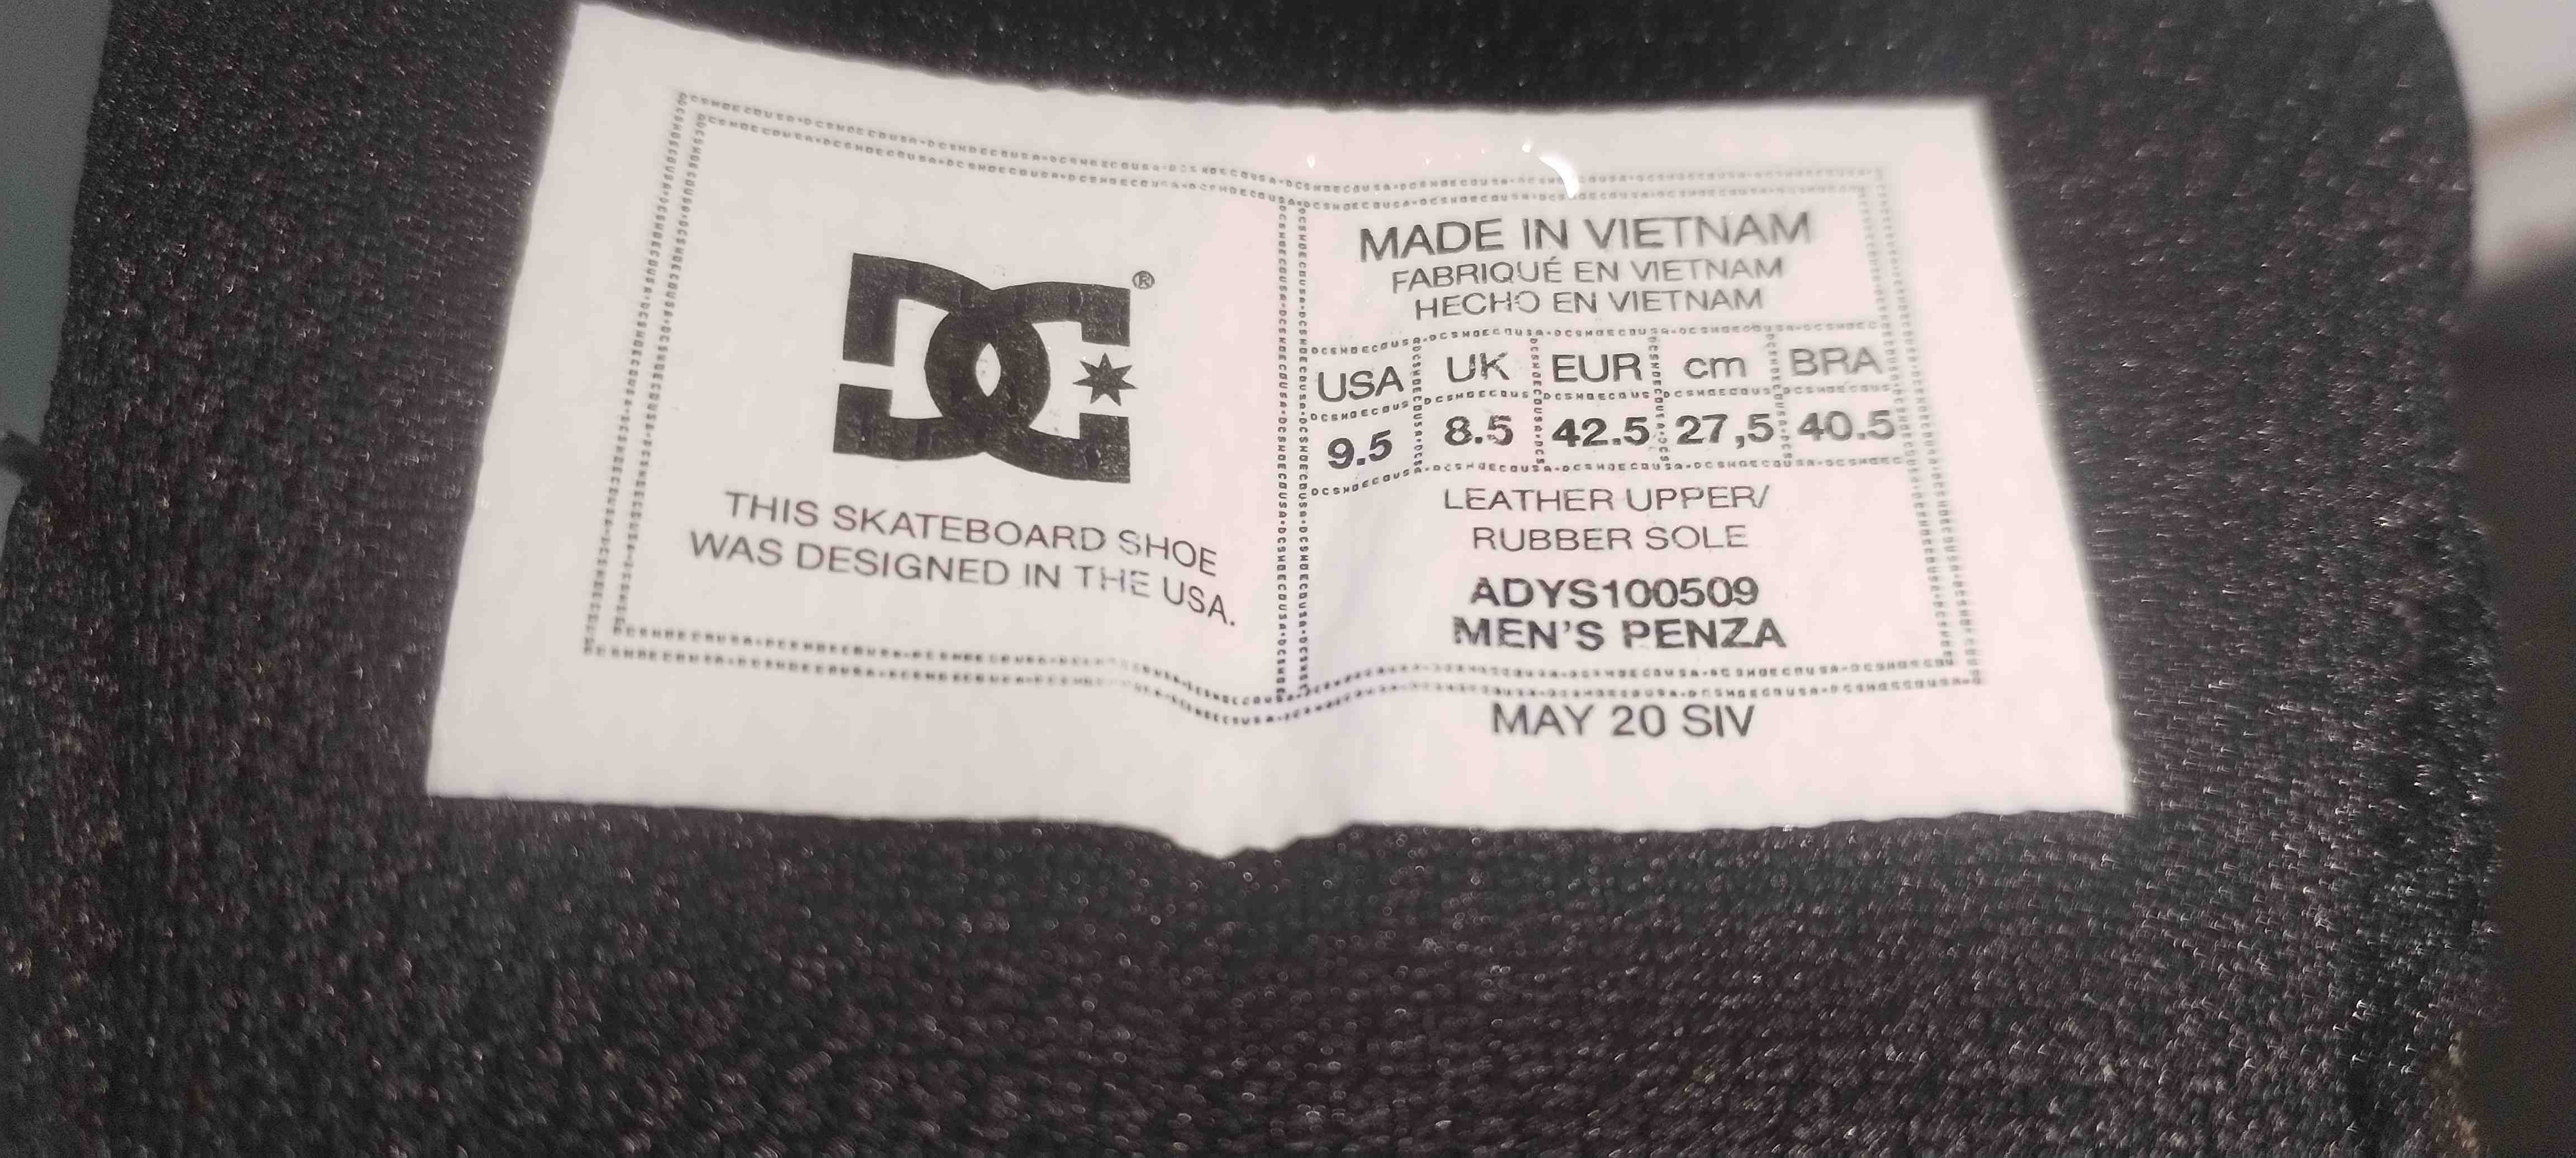 DC®
THIS SKATEBOARD SHOE
WAS DESIGNED IN THE USA.
MADE IN VIETNAM
FABRIQUÉ EN VIETNAM
HECHO EN VIETNAM
USA UK EUR cm BRA
9.5 8.5 42.5 27,5 40.5
LEATHER UPPER/
RUBBER SOLE
ADYS100509
MEN'S PENZA
MAY 20 SIV